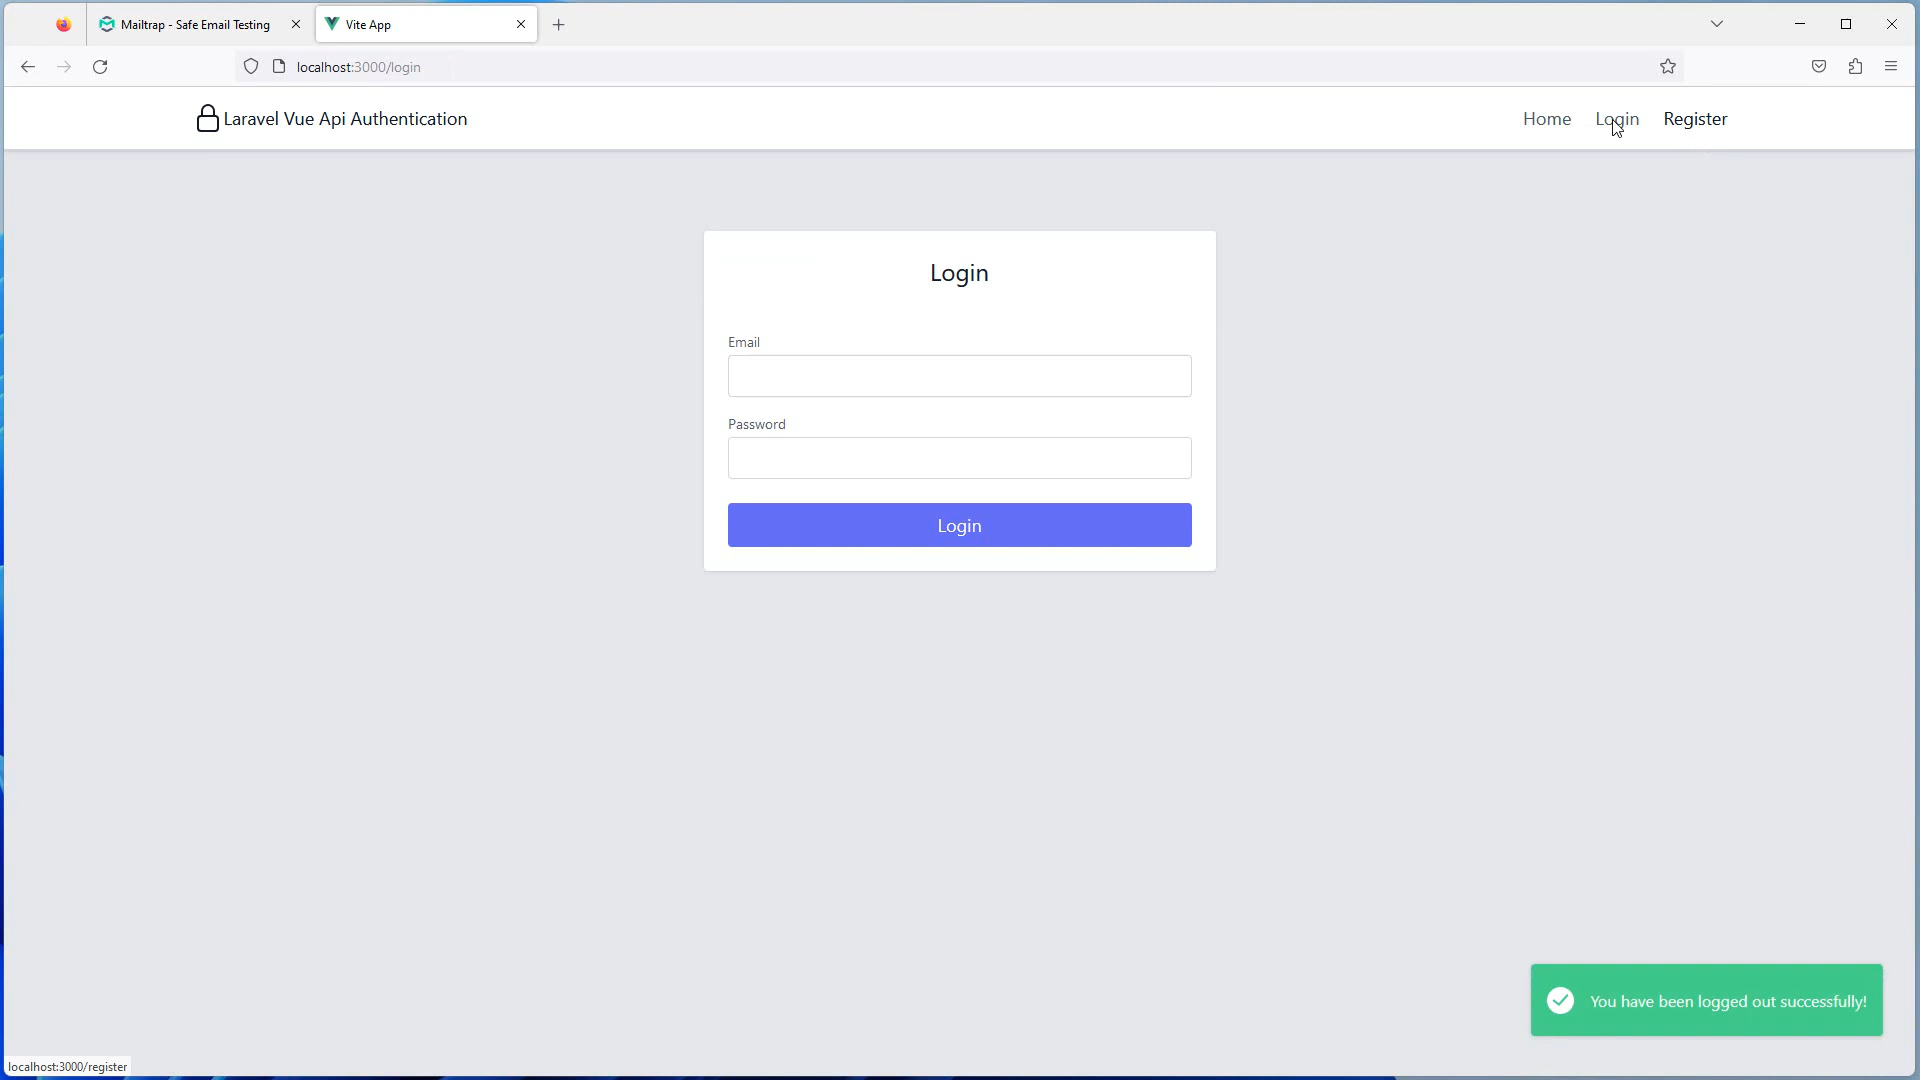 Mailtrap - Safe Email Testing
Vite App
localhost:3000/login
Laravel Vue Api Authentication
Home
Login
Register
Login
Email
Password
Login
You have been logged out successfully!
localhost:3000/register